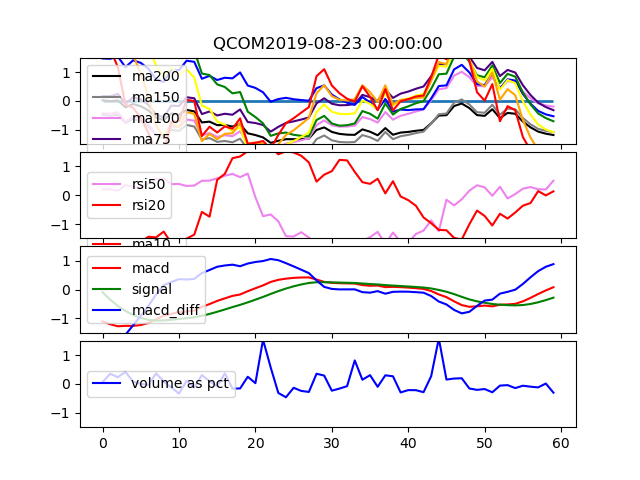 QCOM2019-08-23 00:00:00
1
0
−1
ma200
ma150
ma100
ma75
1
0
−1
rsi50
rsi20
ma10
1
0
−1
macd
signal
macd_diff
1
0
−1
volume as pct
0 10 20 30 40 50 60